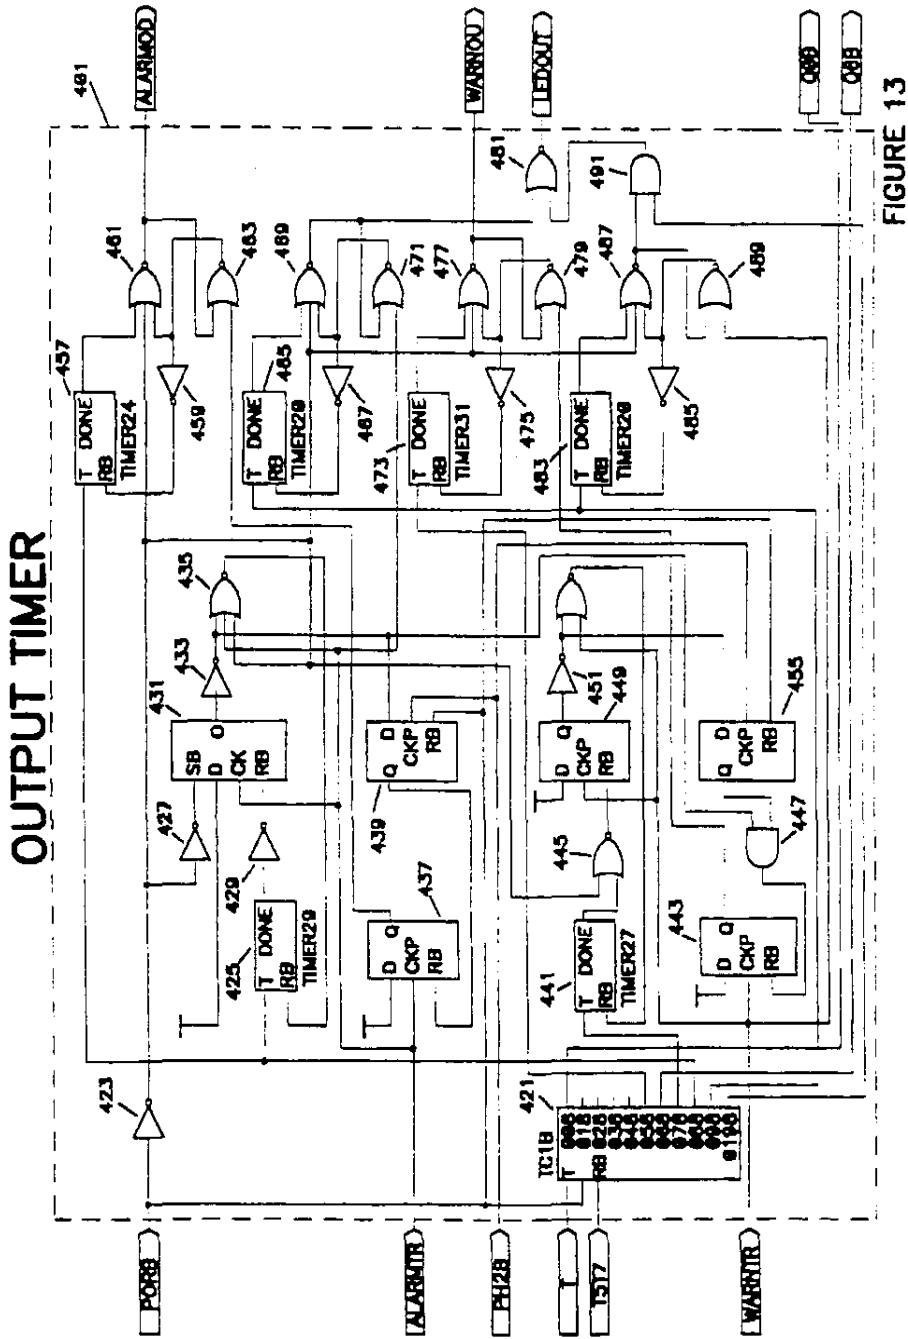 OUTPUT TIMER
401
ALARMOD
WARNOU
LEDOUT
457
DONE
T
RB
TIMER24
459
461
463
465
DONE
T
RB
TIMER20
467
469
471
473
DONE
T
RB
TIMER31
475
477
479
481
483
DONE
T
RB
TIMER20
485
487
489
491
423
425
T DONE
RB
TIMER29
427
429
431
SB
D
CK
RB
433
435
437
D Q
CKP
RB
439
Q D
CKP
RB
441
T DONE
RB
TIMER27
443
D Q
CKP
RB
445
447
449
D Q
CKP
RB
451
455
Q D
CKP
RB
421
TC18
T
RB
PORB
ALARMTR
PH2B
T
T5T7
WARNTR
FIGURE 13